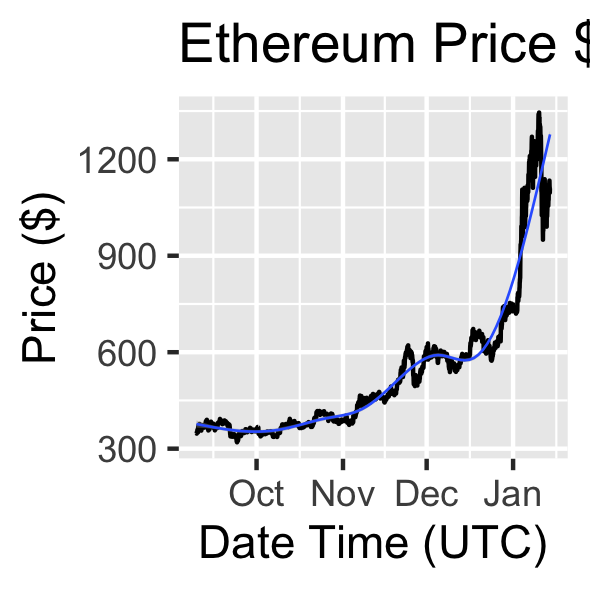 Ethereum Price $
Price ($)
1200
900
600
300
Oct Nov Dec Jan
Date Time (UTC)